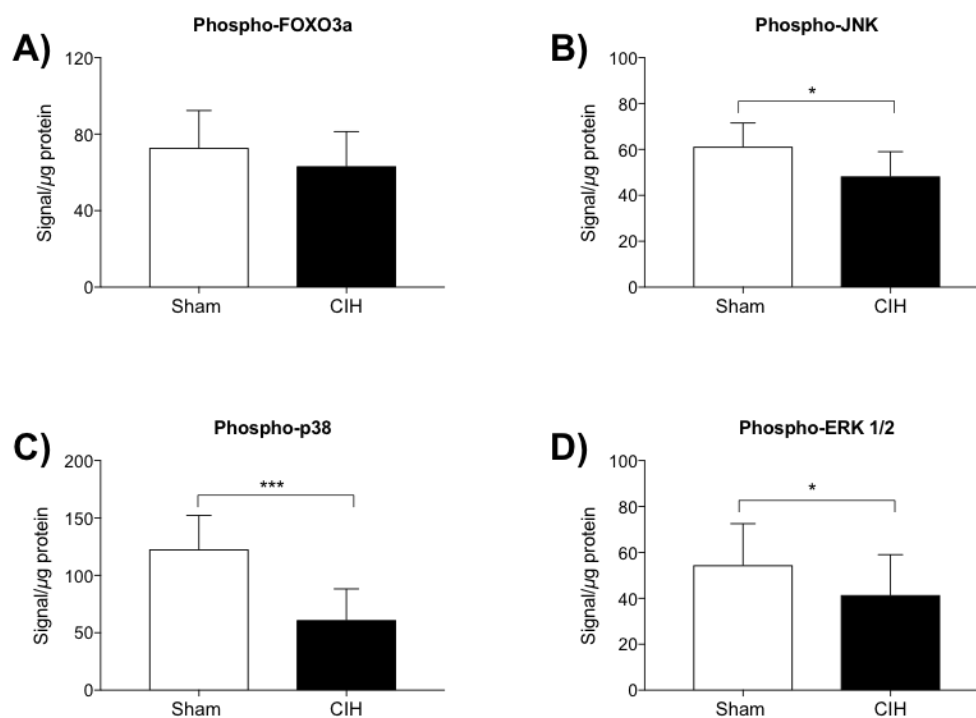 A)
Phospho-FOXO3a
120
80
40
0
Signal/µg protein
Sham
CIH
B)
Phospho-JNK
100
80
60
40
20
0
Signal/µg protein
*
Sham
CIH
C)
Phospho-p38
200
150
100
50
0
Signal/µg protein
***
Sham
CIH
D)
Phospho-ERK 1/2
100
80
60
40
20
0
Signal/µg protein
*
Sham
CIH